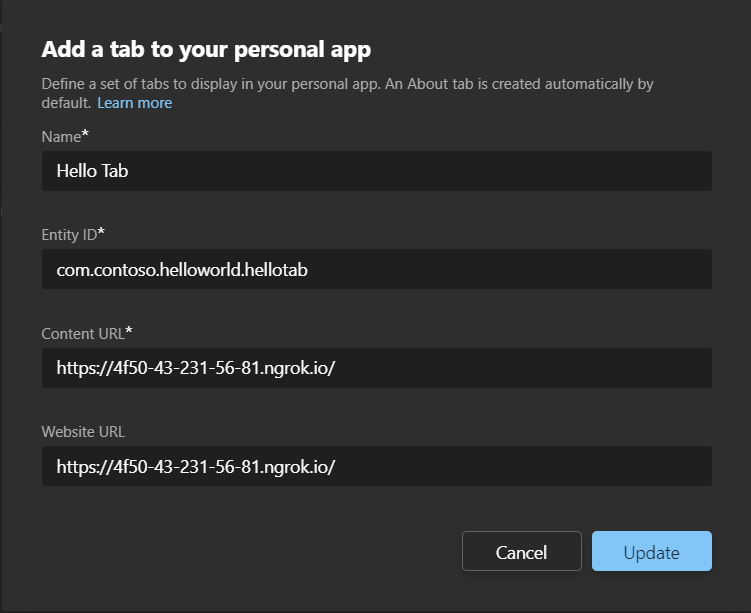 Add a tab to your personal app
Define a set of tabs to display in your personal app. An About tab is created automatically by
default. Learn more
Name*
Hello Tab
Entity ID*
com.contoso.helloworld.hellotab
Content URL*
https://4f50-43-231-56-81.ngrok.io/
Website URL
https://4f50-43-231-56-81.ngrok.io/
Cancel Update